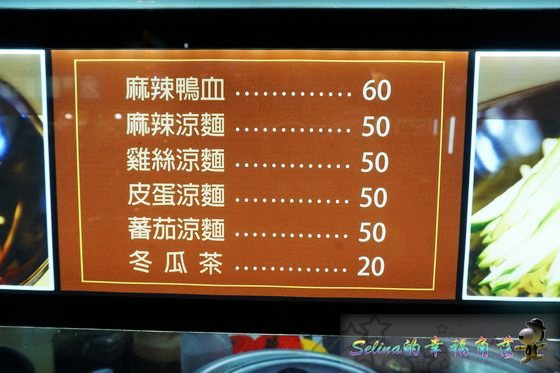 麻辣鴨血 ............. 60
麻辣涼麵 ............. 50
雞絲涼麵 ............. 50
皮蛋涼麵 ............. 50
蕃茄涼麵 ............. 50
冬瓜茶 ............. 20
Selina的幸福角落